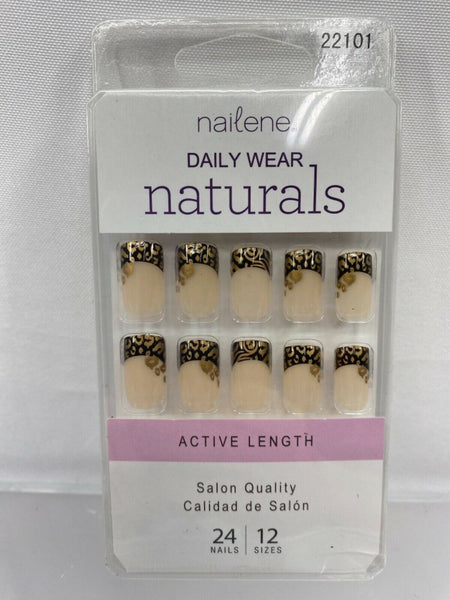 22101
nailene
DAILY WEAR
naturals
ACTIVE LENGTH
Salon Quality
Calidad de Salón
24 | 12
NAILS SIZES